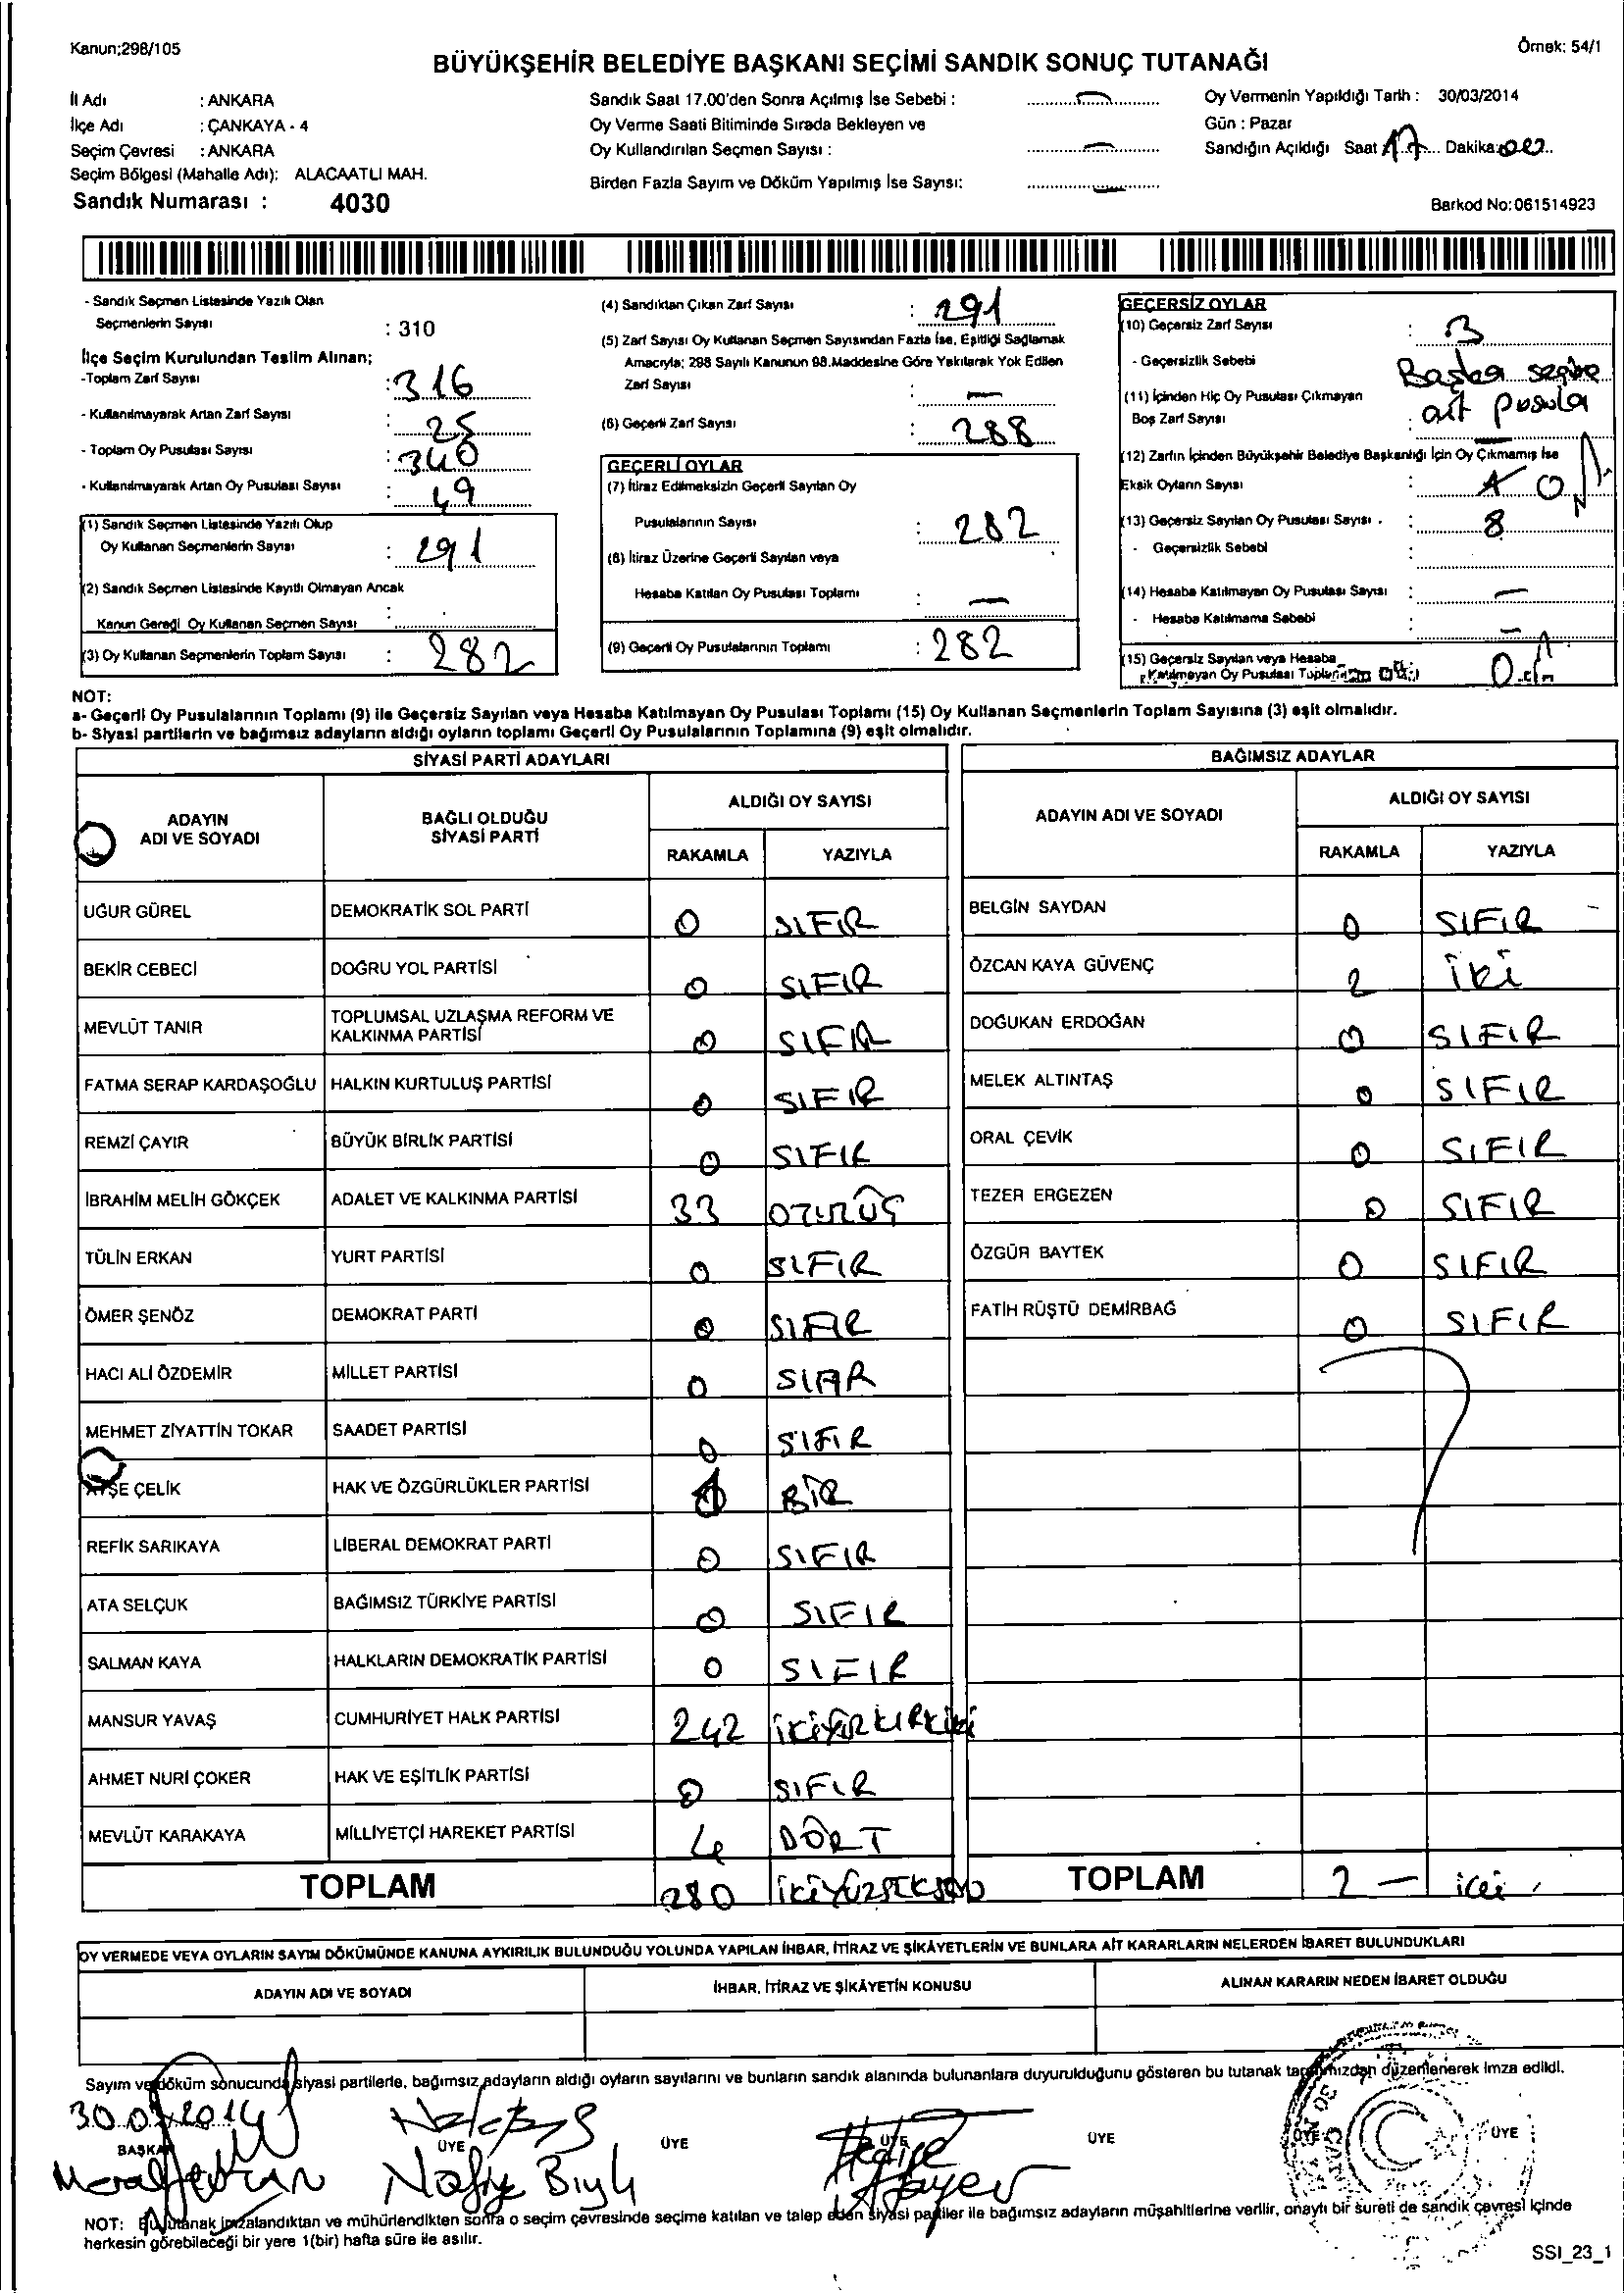 Kanun;298/105
Örnek: 54/1
BÜYÜKŞEHİR BELEDİYE BAŞKANI SEÇİMİ SANDIK SONUÇ TUTANAĞI
İl Adı : ANKARA
İlçe Adı : ÇANKAYA - 4
Seçim Çevresi : ANKARA
Seçim Bölgesi (Mahalle Adı): ALACAATLI MAH.
Sandık Numarası : 4030
Sandık Saat 17.00'den Sonra Açılmış İse Sebebi :
Oy Verme Saati Bitiminde Sırada Bekleyen ve
Oy Kullandırılan Seçmen Sayısı :
Birden Fazla Sayım ve Döküm Yapılmış İse Sayısı:
Oy Vermenin Yapıldığı Tarih : 30/03/2014
Gün : Pazar
Sandığın Açıldığı Saat 17 Dakika:
Barkod No:061514923
- Sandık Seçmen Listesinde Yazılı Olan
Seçmenlerin Sayısı : 310
İlçe Seçim Kurulundan Teslim Alınan;
-Toplam Zarf Sayısı : 316
- Kullanılmayarak Artan Zarf Sayısı : 25
- Toplam Oy Pusulası Sayısı : 340
- Kullanılmayarak Artan Oy Pusulası Sayısı : 49
(1) Sandık Seçmen Listesinde Yazılı Olup
Oy Kullanan Seçmenlerin Sayısı : 291
(2) Sandık Seçmen Listesinde Kayıtlı Olmayan Ancak
Kanun Gereği Oy Kullanan Seçmen Sayısı :
(3) Oy Kullanan Seçmenlerin Toplam Sayısı : 282
(4) Sandıktan Çıkan Zarf Sayısı : 291
(5) Zarf Sayısı Oy Kullanan Seçmen Sayısından Fazla İse, Eşitliği Sağlamak
Amacıyla; 298 Sayılı Kanunun 98.Maddesine Göre Yakılarak Yok Edilen
Zarf Sayısı : —
(6) Geçerli Zarf Sayısı : 288
GEÇERLİ OYLAR
(7) İtiraz Edilmeksizin Geçerli Sayılan Oy
Pusulalarının Sayısı : 282
(8) İtiraz Üzerine Geçerli Sayılan veya
Hesaba Katılan Oy Pusulası Toplamı : —
(9) Geçerli Oy Pusulalarının Toplamı : 282
GEÇERSİZ OYLAR
(10) Geçersiz Zarf Sayısı : 3
- Geçersizlik Sebebi Başka seçime
ait pusula
(11) İçinden Hiç Oy Pusulası Çıkmayan
Boş Zarf Sayısı : —
(12) Zarfın İçinden Büyükşehir Belediye Başkanlığı İçin Oy Çıkmamış İse
Eksik Oyların Sayısı :
(13) Geçersiz Sayılan Oy Pusulası Sayısı . : 8
- Geçersizlik Sebebi :
(14) Hesaba Katılmayan Oy Pusulası Sayısı : —
- Hesaba Katılmama Sebebi : —
(15) Geçersiz Sayılan veya Hesaba
Katılmayan Oy Pusulası Toplamı
NOT:
a- Geçerli Oy Pusulalarının Toplamı (9) ile Geçersiz Sayılan veya Hesaba Katılmayan Oy Pusulası Toplamı (15) Oy Kullanan Seçmenlerin Toplam Sayısına (3) eşit olmalıdır.
b- Siyasi partilerin ve bağımsız adayların aldığı oyların toplamı Geçerli Oy Pusulalarının Toplamına (9) eşit olmalıdır.
SİYASİ PARTİ ADAYLARI
ADAYIN ADI VE SOYADI BAĞLI OLDUĞU SİYASİ PARTİ ALDIĞI OY SAYISI
RAKAMLA YAZIYLA
UĞUR GÜREL DEMOKRATİK SOL PARTİ 0 SIFIR
BEKİR CEBECİ DOĞRU YOL PARTİSİ 0 SIFIR
MEVLÜT TANIR TOPLUMSAL UZLAŞMA REFORM VE KALKINMA PARTİSİ 0 SIFIR
FATMA SERAP KARDAŞOĞLU HALKIN KURTULUŞ PARTİSİ 0 SIFIR
REMZİ ÇAYIR BÜYÜK BİRLİK PARTİSİ 0 SIFIR
İBRAHİM MELİH GÖKÇEK ADALET VE KALKINMA PARTİSİ 33 OTUZÜÇ
TÜLİN ERKAN YURT PARTİSİ 0 SIFIR
ÖMER ŞENÖZ DEMOKRAT PARTİ 0 SIFIR
HACI ALİ ÖZDEMİR MİLLET PARTİSİ 0 SIFIR
MEHMET ZİYATTİN TOKAR SAADET PARTİSİ 0 SIFIR
AYŞE ÇELİK HAK VE ÖZGÜRLÜKLER PARTİSİ 1 BİR
REFİK SARIKAYA LİBERAL DEMOKRAT PARTİ 0 SIFIR
ATA SELÇUK BAĞIMSIZ TÜRKİYE PARTİSİ 0 SIFIR
SALMAN KAYA HALKLARIN DEMOKRATİK PARTİSİ 0 SIFIR
MANSUR YAVAŞ CUMHURİYET HALK PARTİSİ 242 İKİYÜZKIRKİKİ
AHMET NURİ ÇOKER HAK VE EŞİTLİK PARTİSİ 0 SIFIR
MEVLÜT KARAKAYA MİLLİYETÇİ HAREKET PARTİSİ 4 DÖRT
TOPLAM 280 İKİYÜZSEKSEN
BAĞIMSIZ ADAYLAR
ADAYIN ADI VE SOYADI ALDIĞI OY SAYISI
RAKAMLA YAZIYLA
BELGİN SAYDAN 0 SIFIR
ÖZCAN KAYA GÜVENÇ 2 İKİ
DOĞUKAN ERDOĞAN 0 SIFIR
MELEK ALTINTAŞ 0 SIFIR
ORAL ÇEVİK 0 SIFIR
TEZER ERGEZEN 0 SIFIR
ÖZGÜR BAYTEK 0 SIFIR
FATİH RÜŞTÜ DEMİRBAĞ 0 SIFIR
TOPLAM 2 — iki
OY VERMEDE VEYA OYLARIN SAYIM DÖKÜMÜNDE KANUNA AYKIRILIK BULUNDUĞU YOLUNDA YAPILAN İHBAR, İTİRAZ VE ŞİKÂYETLERİN VE BUNLARA AİT KARARLARIN NELERDEN İBARET BULUNDUKLARI
ADAYIN ADI VE SOYADI İHBAR, İTİRAZ VE ŞİKÂYETİN KONUSU ALINAN KARARIN NEDEN İBARET OLDUĞU
Sayım ve döküm sonucunda siyasi partilerle, bağımsız adayların aldığı oyların sayılarını ve bunların sandık alanında bulunanlara duyurulduğunu gösteren bu tutanak tarafımızdan düzenlenerek imza edildi.
30.03.2014
BAŞKAN ÜYE ÜYE ÜYE ÜYE ÜYE ÜYE
Meral Nafiye Bıyık Hediye
NOT: Bu tutanak imzalandıktan ve mühürlendikten sonra o seçim çevresinde seçime katılan ve talep eden siyasi partiler ile bağımsız adayların müşahitlerine verilir, onaylı bir sureti de sandık çevresi içinde
herkesin görebileceği bir yere 1(bir) hafta süre ile asılır.
SSI_23_1